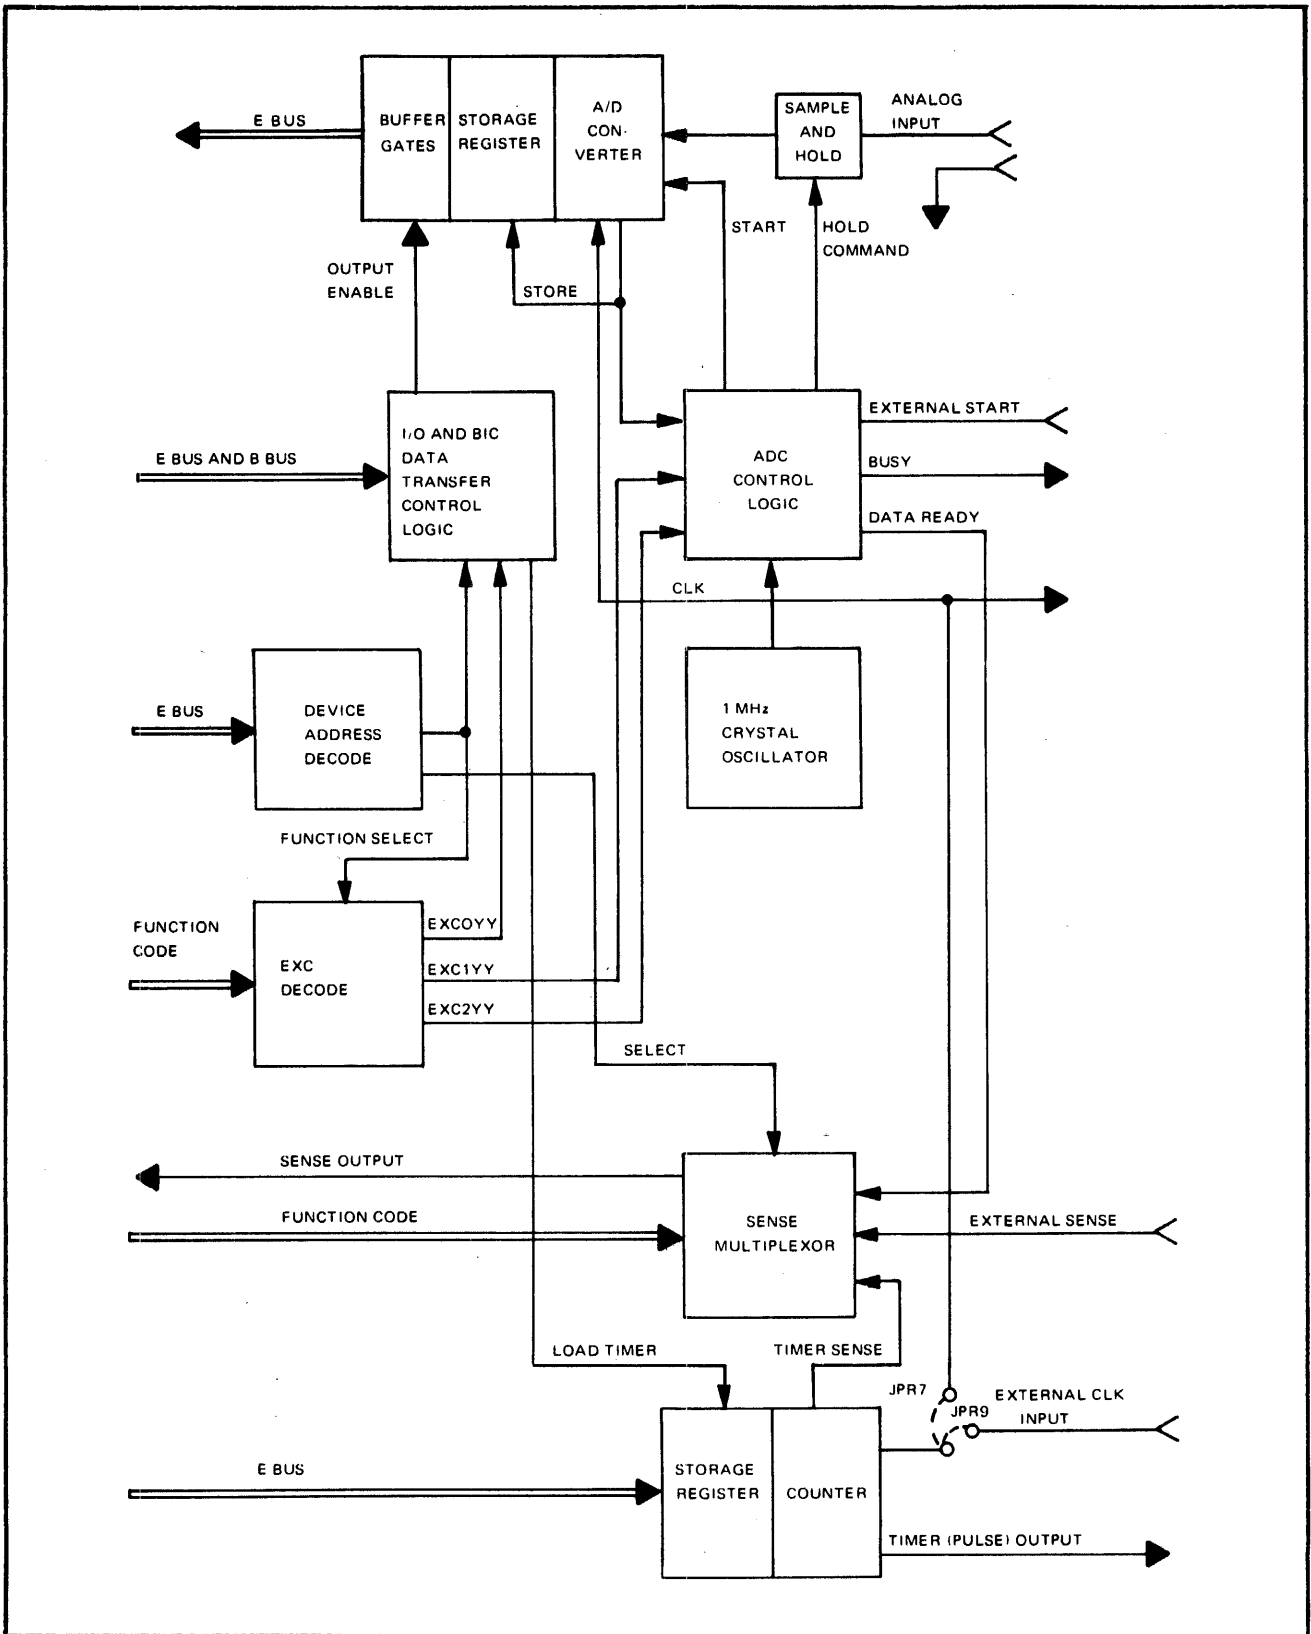 E BUS
BUFFER
GATES
STORAGE
REGISTER
A/D
CON-
VERTER
SAMPLE
AND
HOLD
ANALOG
INPUT
OUTPUT
ENABLE
STORE
START
HOLD
COMMAND
E BUS AND B BUS
I/O AND BIC
DATA
TRANSFER
CONTROL
LOGIC
ADC
CONTROL
LOGIC
EXTERNAL START
BUSY
DATA READY
CLK
E BUS
DEVICE
ADDRESS
DECODE
1 MHz
CRYSTAL
OSCILLATOR
FUNCTION SELECT
FUNCTION
CODE
EXC
DECODE
EXC0YY
EXC1YY
EXC2YY
SELECT
SENSE OUTPUT
FUNCTION CODE
SENSE
MULTIPLEXOR
EXTERNAL SENSE
LOAD TIMER
TIMER SENSE
JPR7
JPR9
EXTERNAL CLK
INPUT
E BUS
STORAGE
REGISTER
COUNTER
TIMER (PULSE) OUTPUT